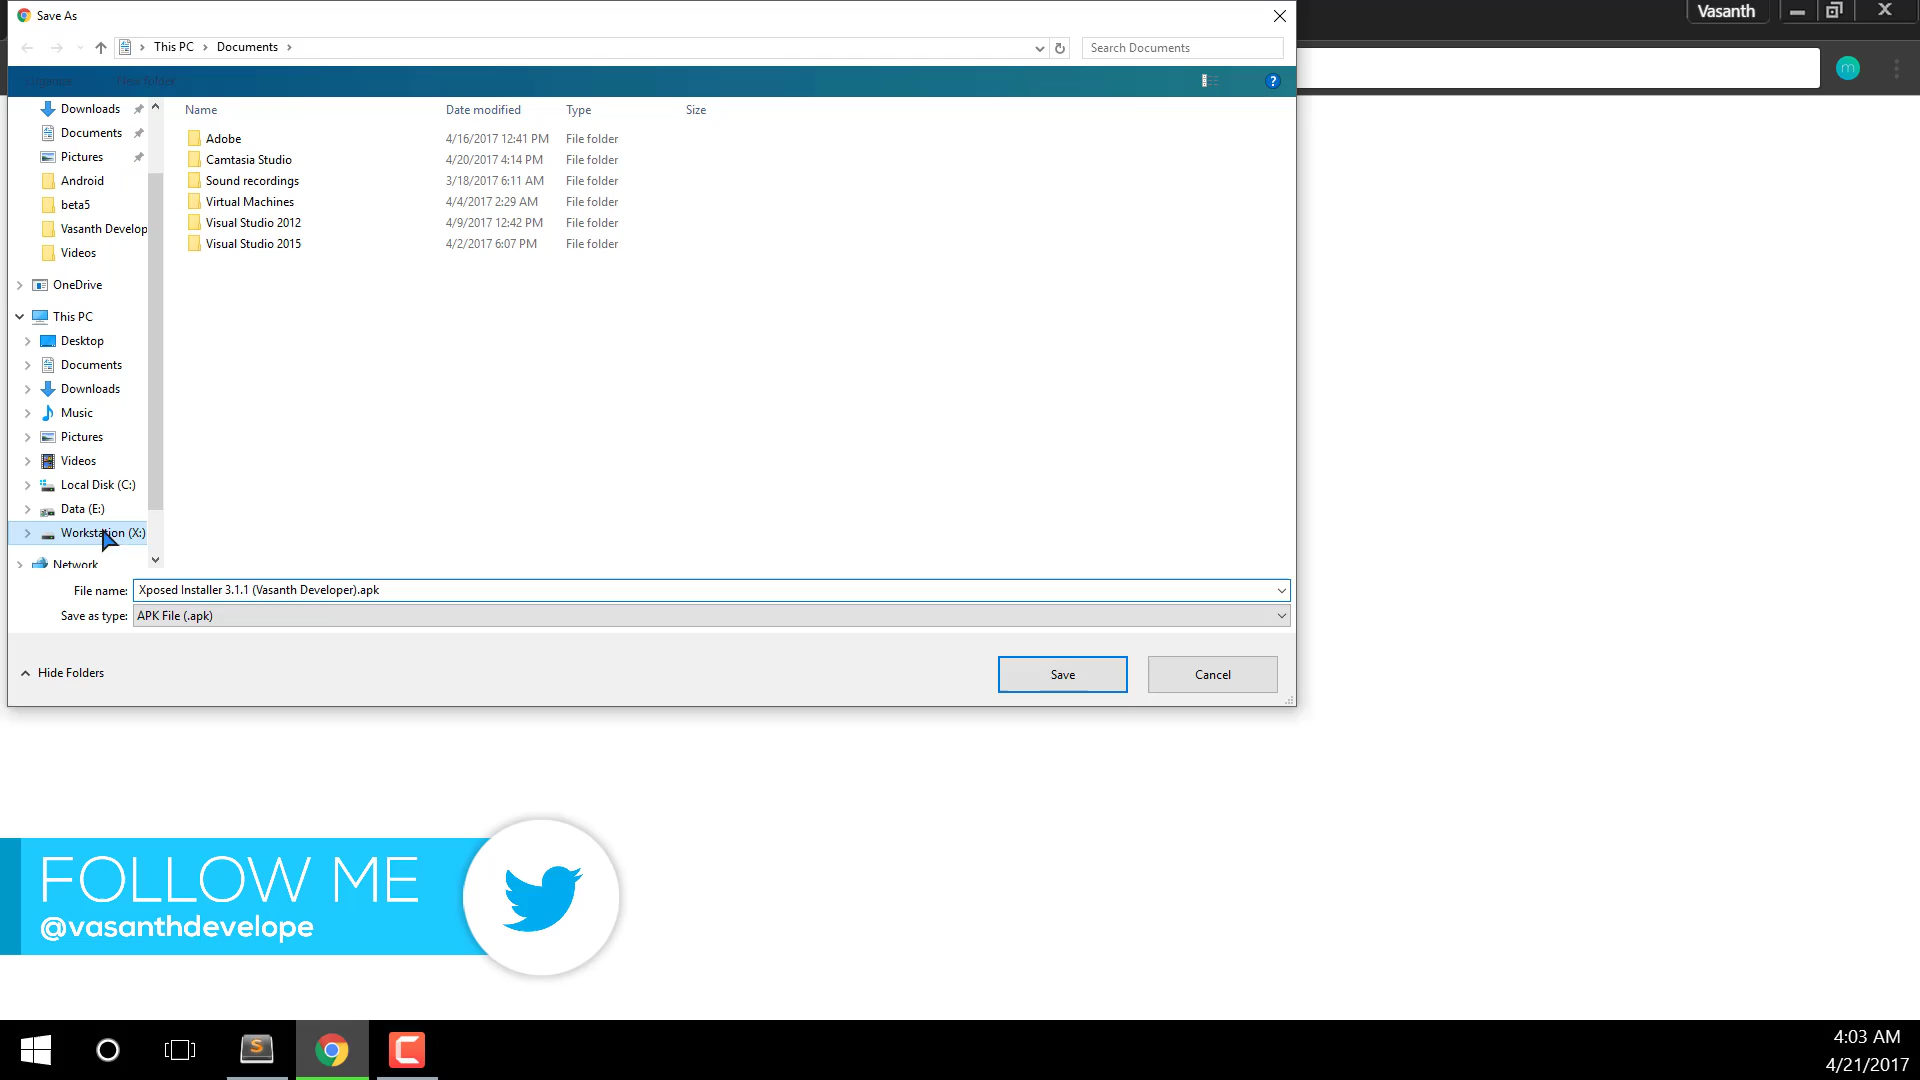 Save As
Vasanth
This PC
Documents
Search Documents
Organize
New folder
Name
Date modified
Type
Size
Downloads
Documents
Pictures
Android
beta5
Vasanth Develop
Videos
OneDrive
This PC
Desktop
Documents
Downloads
Music
Pictures
Videos
Local Disk (C:)
Data (E:)
Workstation (X:)
Network
Adobe 4/16/2017 12:41 PM File folder
Camtasia Studio 4/20/2017 4:14 PM File folder
Sound recordings 3/18/2017 6:11 AM File folder
Virtual Machines 4/4/2017 2:29 AM File folder
Visual Studio 2012 4/9/2017 12:42 PM File folder
Visual Studio 2015 4/2/2017 6:07 PM File folder
File name: Xposed Installer 3.1.1 (Vasanth Developer).apk
Save as type: APK File (.apk)
Hide Folders
Save
Cancel
FOLLOW ME
@vasanthdevelope
4:03 AM
4/21/2017